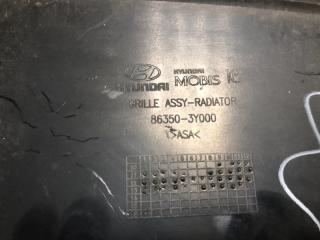 HYUNDAI
HYUNDAI
MOBIS
GRILLE ASSY-RADIATOR
86350-3Y000
>ASA<